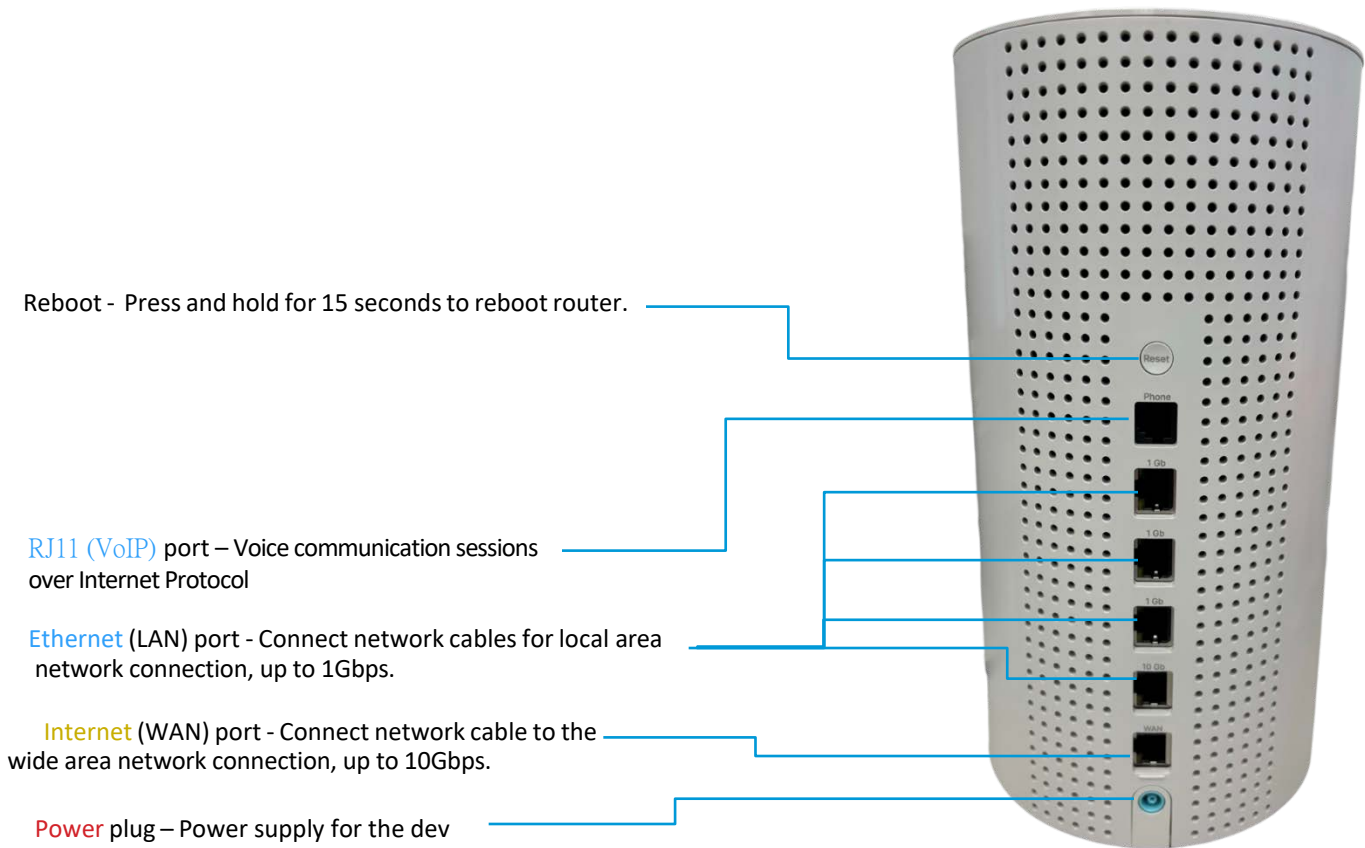 Reboot - Press and hold for 15 seconds to reboot router.
Reset
Phone
RJ11 (VoIP) port – Voice communication sessions
over Internet Protocol
1 Gb
1 Gb
1 Gb
Ethernet (LAN) port - Connect network cables for local area
network connection, up to 1Gbps.
10 Gb
Internet (WAN) port - Connect network cable to the
wide area network connection, up to 10Gbps.
WAN
Power plug – Power supply for the dev